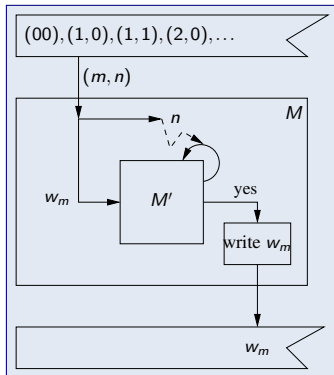 (00),(1,0),(1,1),(2,0),...
(m,n)
n
M
w_m
M'
yes
write w_m
w_m